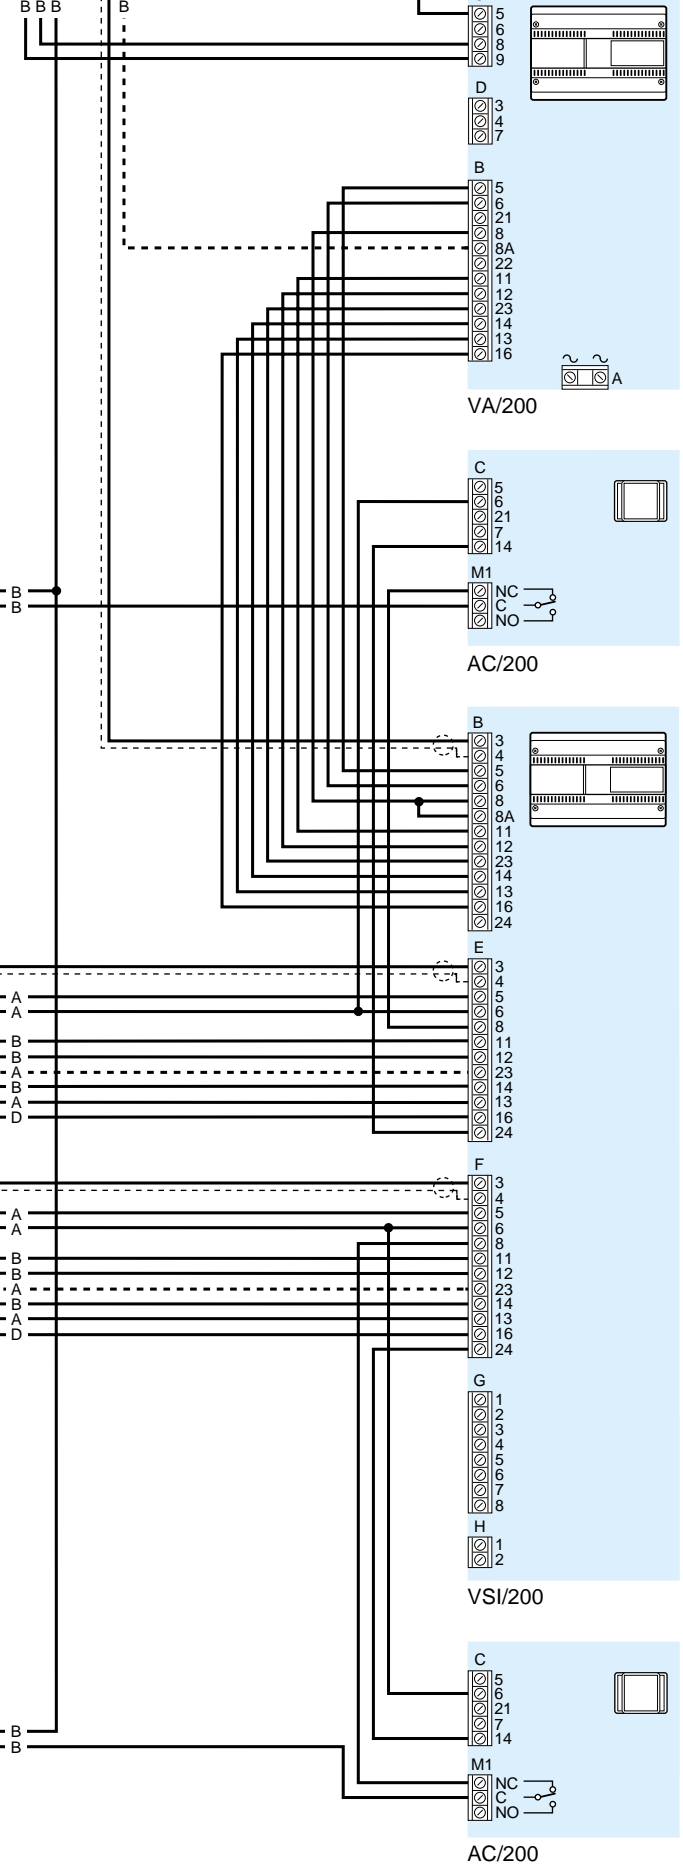 B B B B
5
6
8
9
D
3
4
7
B
5
6
21
8
8A
22
11
12
23
14
13
16
A
VA/200
C
5
6
21
7
14
M1
B NC
B C
NO
AC/200
B
3
4
5
6
8
8A
11
12
23
14
13
16
24
E
3
4
A 5
A 6
8
B 11
B 12
A 23
B 14
A 13
D 16
24
F
3
4
A 5
A 6
8
B 11
B 12
A 23
B 14
A 13
D 16
24
G
1
2
3
4
5
6
7
8
H
1
2
VSI/200
C
5
6
21
B 7
B 14
M1
NC
C
NO
AC/200